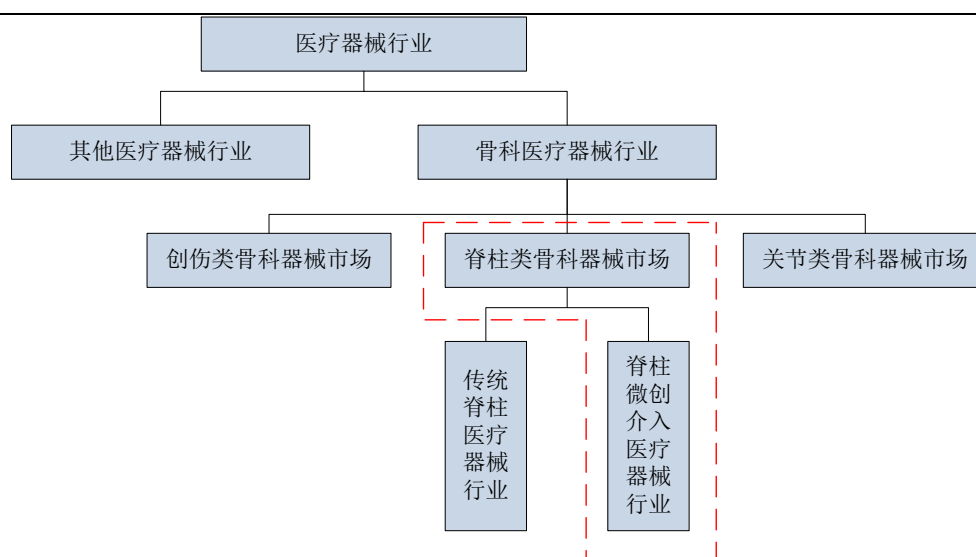 医疗器械行业
其他医疗器械行业
骨科医疗器械行业
创伤类骨科器械市场
脊柱类骨科器械市场
关节类骨科器械市场
传统
脊柱
医疗
器械
行业
脊柱
微创
介入
医疗
器械
行业